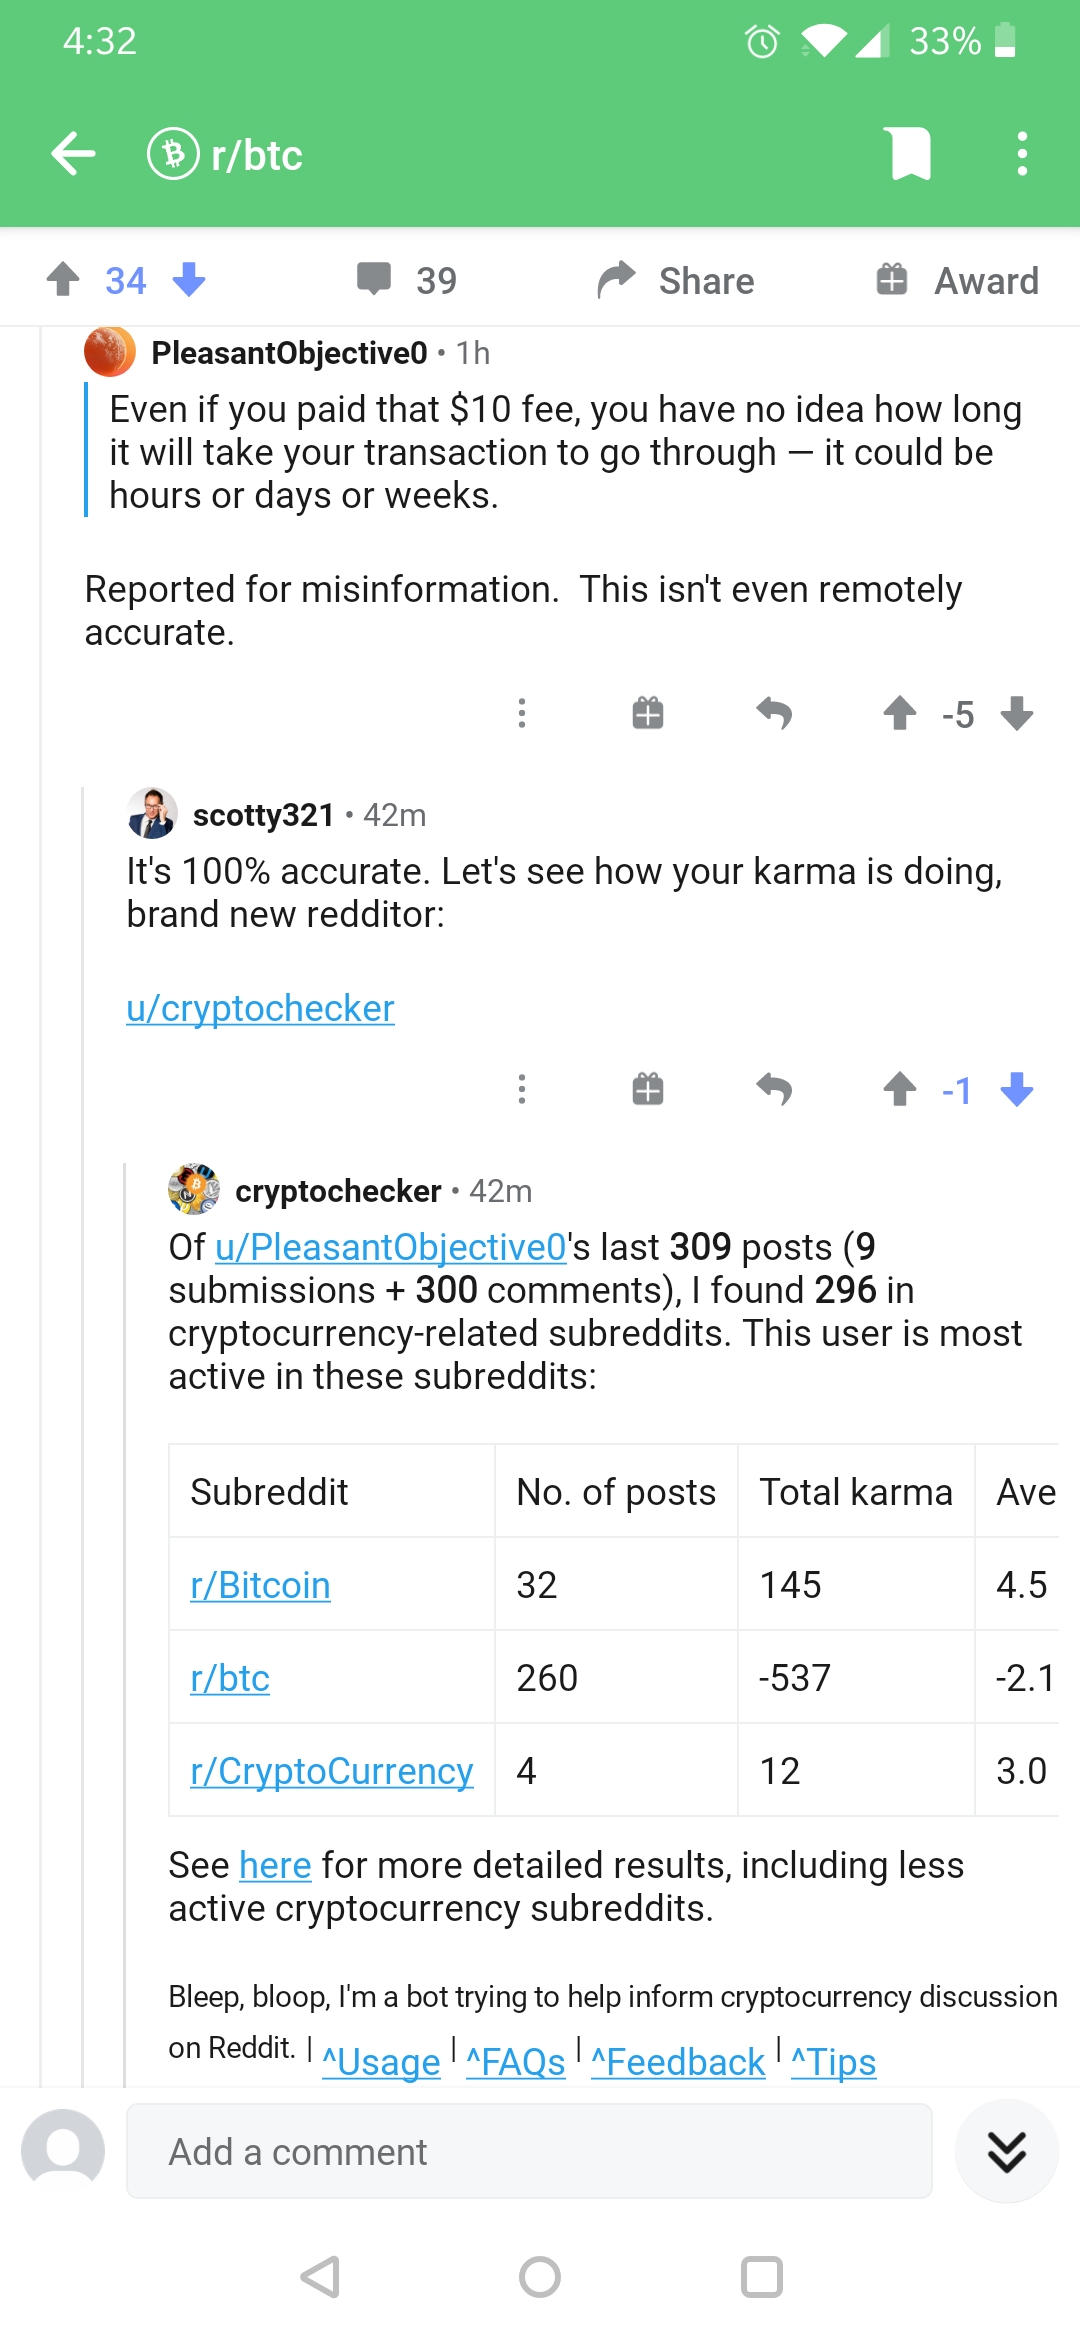 4:32 33%
r/btc
34 39 Share Award
PleasantObjective0 • 1h
Even if you paid that $10 fee, you have no idea how long
it will take your transaction to go through — it could be
hours or days or weeks.
Reported for misinformation.  This isn't even remotely
accurate.
-5
scotty321 • 42m
It's 100% accurate. Let's see how your karma is doing,
brand new redditor:
u/cryptochecker
-1
cryptochecker • 42m
Of u/PleasantObjective0's last 309 posts (9
submissions + 300 comments), I found 296 in
cryptocurrency-related subreddits. This user is most
active in these subreddits:
Subreddit No. of posts Total karma Ave
r/Bitcoin 32 145 4.5
r/btc 260 -537 -2.1
r/CryptoCurrency 4 12 3.0
See here for more detailed results, including less
active cryptocurrency subreddits.
Bleep, bloop, I'm a bot trying to help inform cryptocurrency discussion
on Reddit. | ^Usage | ^FAQs | ^Feedback | ^Tips
Add a comment